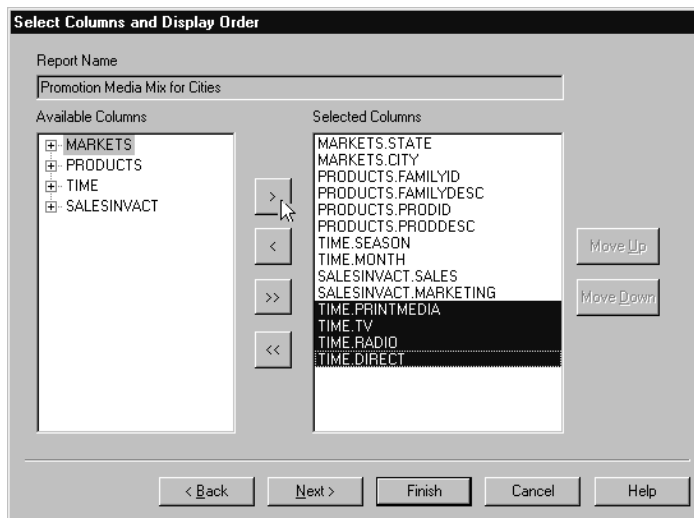 Select Columns and Display Order
Report Name
Promotion Media Mix for Cities
Available Columns
MARKETS
PRODUCTS
TIME
SALESINVACT
>
<
>>
<<
Selected Columns
MARKETS.STATE
MARKETS.CITY
PRODUCTS.FAMILYID
PRODUCTS.FAMILYDESC
PRODUCTS.PRODID
PRODUCTS.PRODDESC
TIME.SEASON
TIME.MONTH
SALESINVACT.SALES
SALESINVACT.MARKETING
TIME.PRINTMEDIA
TIME.TV
TIME.RADIO
TIME.DIRECT
Move Up
Move Down
< Back
Next >
Finish
Cancel
Help